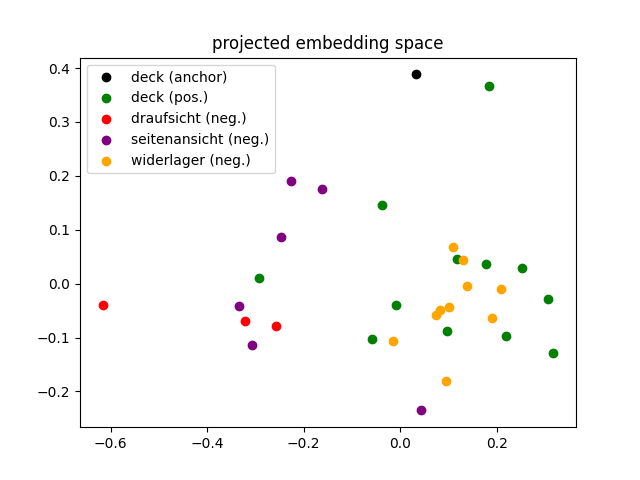 projected embedding space
deck (anchor)
deck (pos.)
draufsicht (neg.)
seitenansicht (neg.)
widerlager (neg.)
0.4
0.3
0.2
0.1
0.0
−0.1
−0.2
−0.6 −0.4 −0.2 0.0 0.2